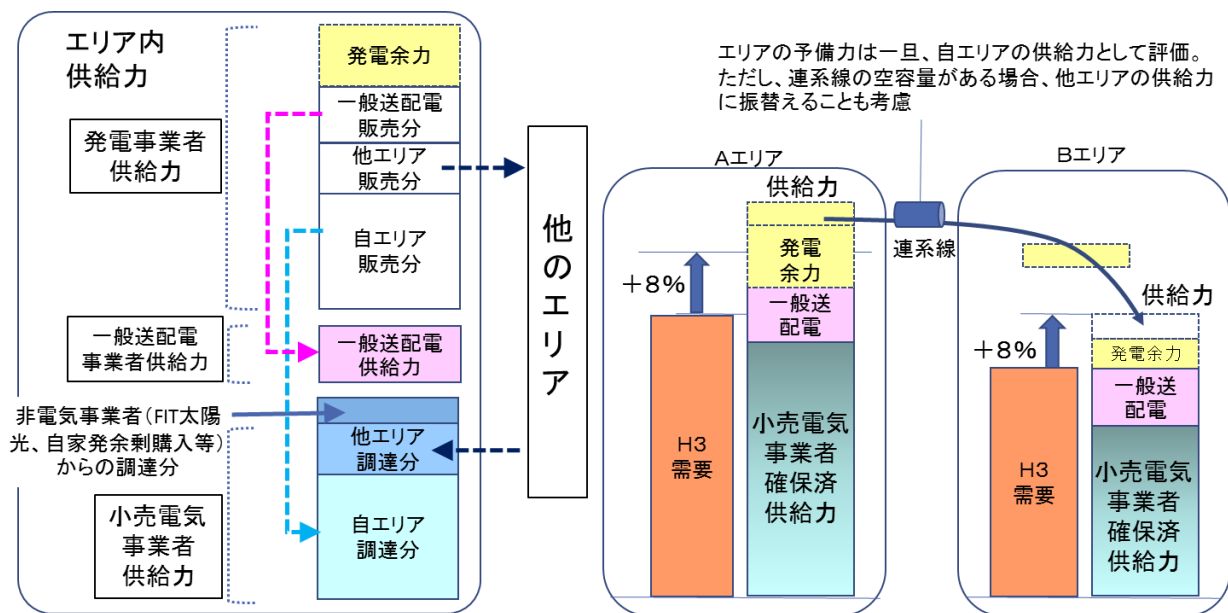 エリア内
供給力
発電事業者
供給力
一般送配電
事業者供給力
非電気事業者(FIT太陽
光、自家発余剰購入等)
からの調達分
小売電気
事業者
供給力
発電余力
一般送配電
販売分
他エリア
販売分
自エリア
販売分
一般送配電
供給力
他エリア
調達分
自エリア
調達分
他のエリア
エリアの予備力は一旦、自エリアの供給力として評価。
ただし、連系線の空容量がある場合、他エリアの供給力
に振替えることも考慮
Aエリア
供給力
+8%
発電
余力
一般送
配電
H3
需要
小売電気
事業者
確保済
供給力
連系線
Bエリア
供給力
+8%
発電余力
一般送
配電
H3
需要
小売電気
事業者
確保済
供給力